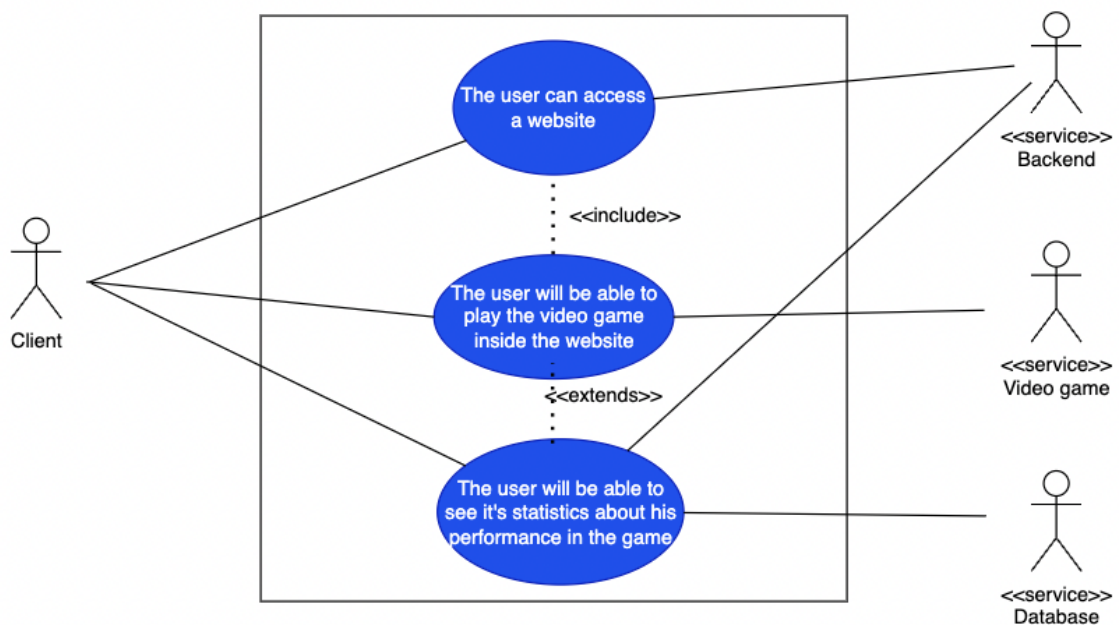 The user can access
a website
<<service>>
Backend
<<include>>
Client
The user will be able to
play the video game
inside the website
<<service>>
Video game
<<extends>>
The user will be able to
see it's statistics about his
performance in the game
<<service>>
Database